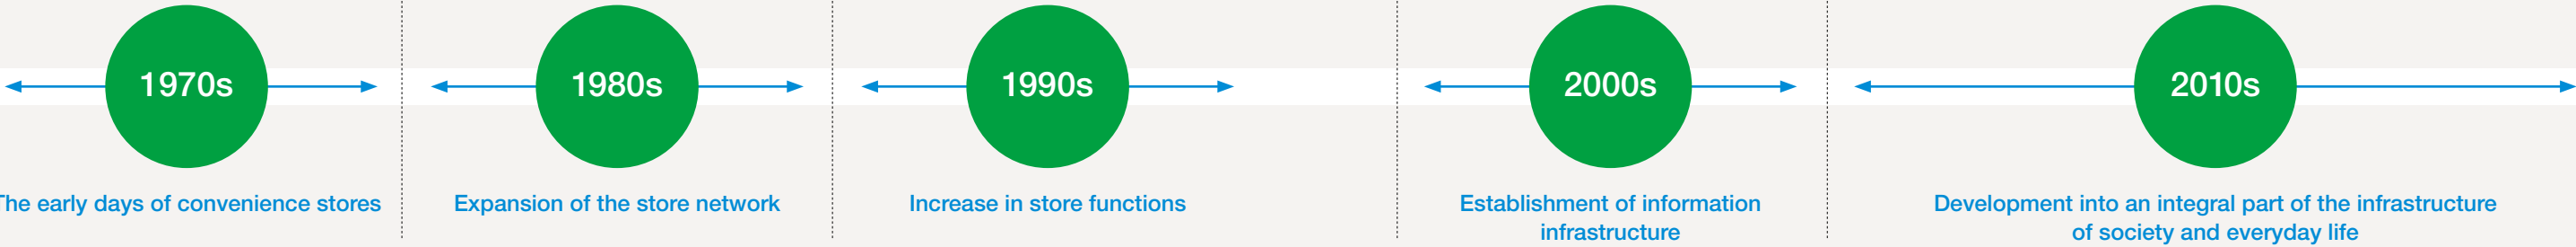 1970s
The early days of convenience stores
1980s
Expansion of the store network
1990s
Increase in store functions
2000s
Establishment of information
infrastructure
2010s
Development into an integral part of the infrastructure
of society and everyday life